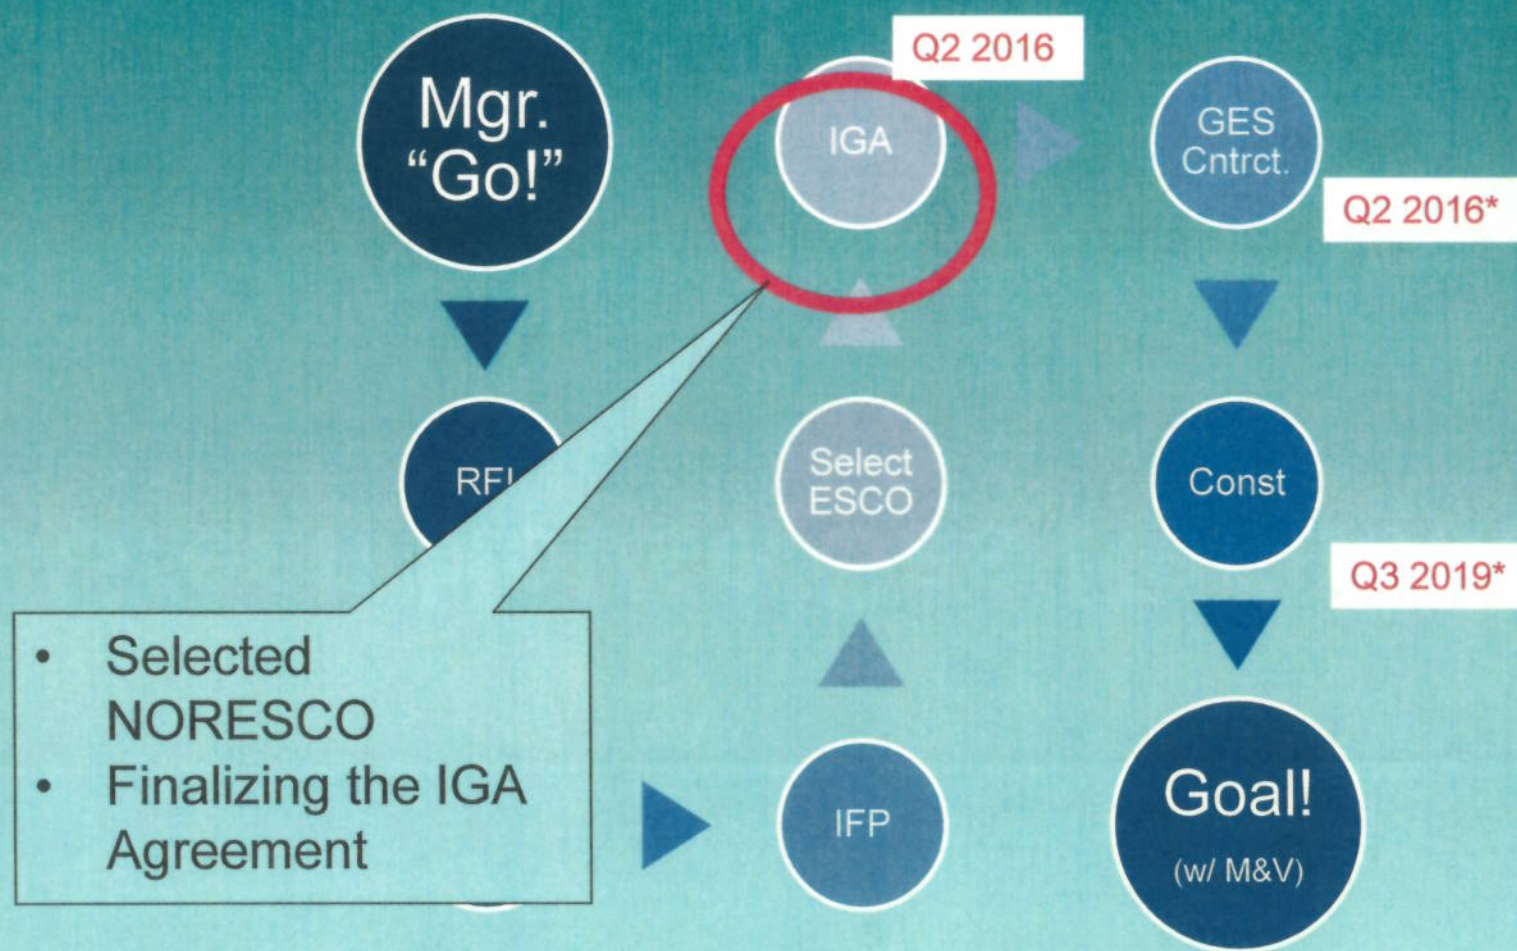 Mgr.
“Go!”
RFI
• Selected
NORESCO
• Finalizing the IGA
Agreement
IFP
Select
ESCO
IGA
Q2 2016
GES
Cntrct.
Q2 2016*
Const
Q3 2019*
Goal!
(w/ M&V)